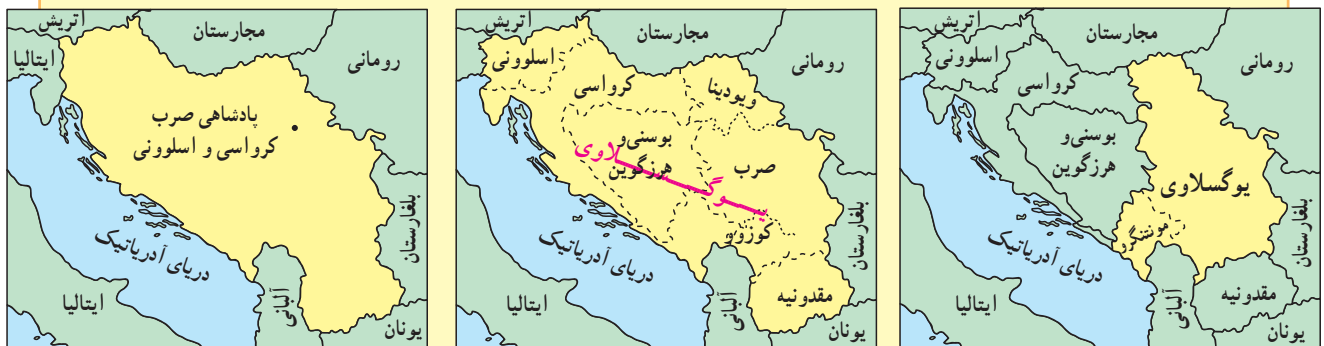 اتریش
مجارستان
ایتالیا
رومانی
پادشاهی صرب
کرواسی و اسلوونی
بلغارستان
دریای آدریاتیک
ایتالیا
آلبانی
یونان
اتریش
مجارستان
اسلوونی
رومانی
کرواسی
ویودینا
بوسنی و
هرزگوین
صرب
یوگسلاوی
کوزوو
بلغارستان
دریای آدریاتیک
ایتالیا
آلبانی
مقدونیه
یونان
اتریش
مجارستان
اسلوونی
رومانی
کرواسی
بوسنی و
هرزگوین
یوگسلاوی
مونتنگرو
بلغارستان
دریای آدریاتیک
ایتالیا
آلبانی
مقدونیه
یونان